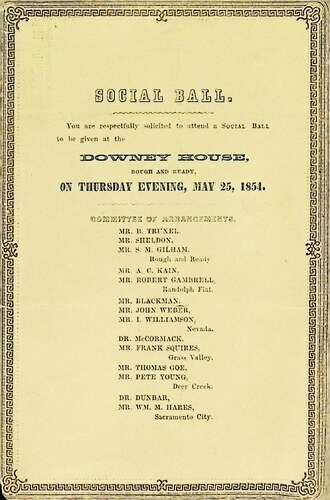 SOCIAL BALL.
You are respectfully solicited to attend a SOCIAL BALL
to be given at the
DOWNEY HOUSE,
ROUGH AND READY,
ON THURSDAY EVENING, MAY 25, 1854.
COMMITTEE OF ARRANGEMENTS.
MR. B. TRUXEL.
MR. SHELDON,
MR. S. M. GILHAM,
Rough and Ready
MR. A. C. KAIN,
MR. ROBERT GAMBRELL,
Randolph Flat.
MR. BLACKMAN,
MR. JOHN WEBER,
MR. I. WILLIAMSON,
Nevada.
DR. McCORMACK.
MR. FRANK SQUIRES,
Grass Valley.
MR. THOMAS GOE,
MR. PETE YOUNG,
Deer Creek.
DR. DUNBAR,
MR. WM. M. HARES,
Sacramento City.